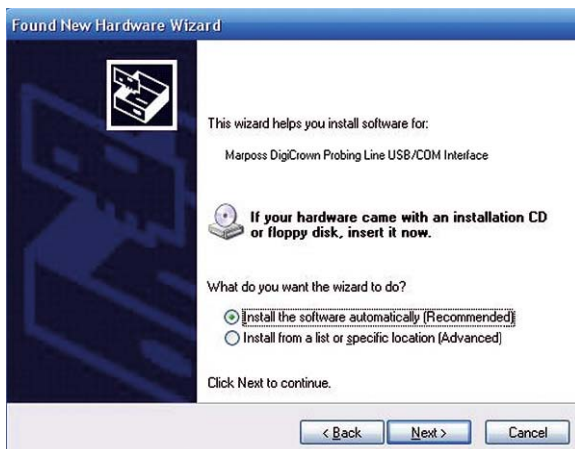 Found New Hardware Wizard
This wizard helps you install software for:
Marposs DigiCrown Probing Line USB/COM Interface
If your hardware came with an installation CD
or floppy disk, insert it now.
What do you want the wizard to do?
Install the software automatically (Recommended)
Install from a list or specific location (Advanced)
Click Next to continue.
< Back Next > Cancel